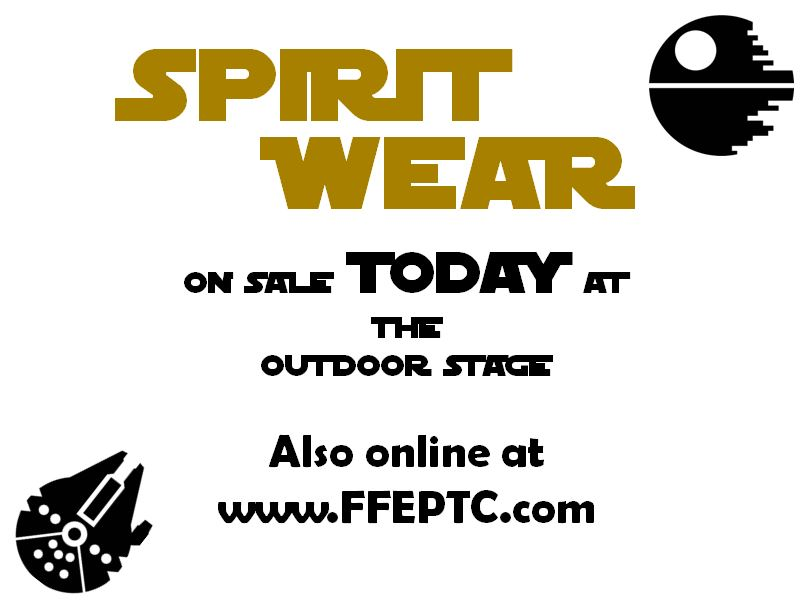 SPIRIT
WEAR
ON SALE TODAY AT
THE
OUTDOOR STAGE
Also online at
www.FFEPTC.com